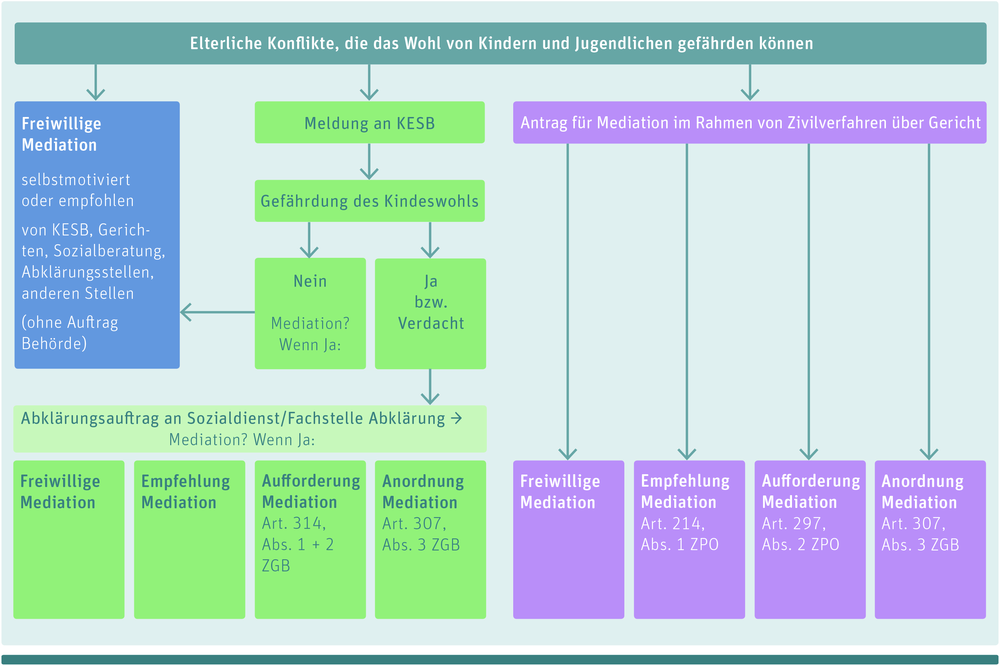 Elterliche Konflikte, die das Wohl von Kindern und Jugendlichen gefährden können
Freiwillige
Mediation
selbstmotiviert
oder empfohlen
von KESB, Gerich-
ten, Sozialberatung,
Abklärungsstellen,
anderen Stellen
(ohne Auftrag
Behörde)
Meldung an KESB
Gefährdung des Kindeswohls
Nein
Mediation?
Wenn Ja:
Ja
bzw.
Verdacht
Abklärungsauftrag an Sozialdienst/Fachstelle Abklärung →
Mediation? Wenn Ja:
Freiwillige
Mediation
Empfehlung
Mediation
Aufforderung
Mediation
Art. 314,
Abs. 1 + 2
ZGB
Anordnung
Mediation
Art. 307,
Abs. 3 ZGB
Antrag für Mediation im Rahmen von Zivilverfahren über Gericht
Freiwillige
Mediation
Empfehlung
Mediation
Art. 214,
Abs. 1 ZPO
Aufforderung
Mediation
Art. 297,
Abs. 2 ZPO
Anordnung
Mediation
Art. 307,
Abs. 3 ZGB